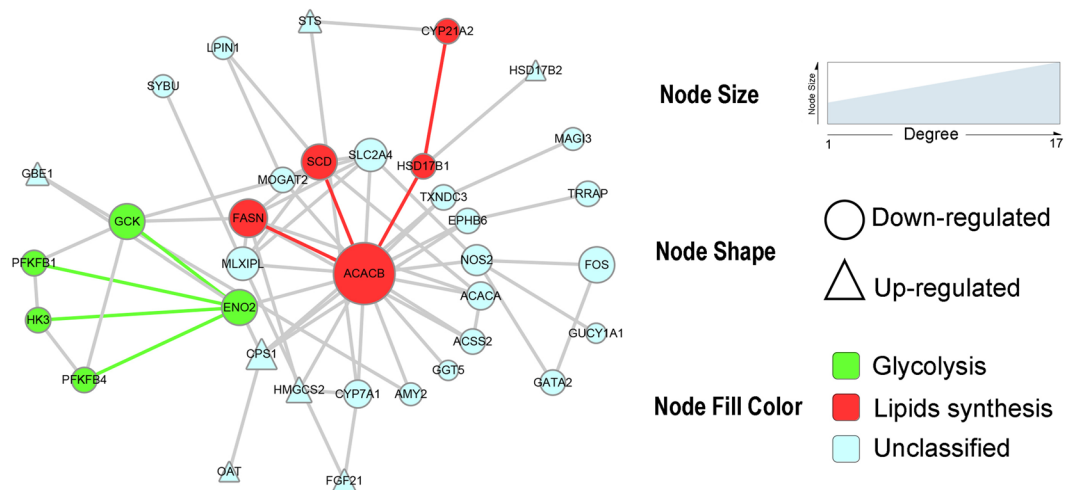 STS
CYP21A2
LPIN1
HSD17B2
SYBU
MAGI3
SLC2A4
SCD
HSD17B1
GBE1
MOGAT2
TXNDC3
TRRAP
GCK
FASN
EPHB6
PFKFB1
MLXIPL
ACACB
NOS2
FOS
ENO2
ACACA
HK3
GUCY1A1
CPS1
ACSS2
PFKFB4
GGT5
HMGCS2
CYP7A1
AMY2
GATA2
OAT
FGF21
Node Size
Node Size
Degree
1
17
Node Shape
Down-regulated
Up-regulated
Node Fill Color
Glycolysis
Lipids synthesis
Unclassified